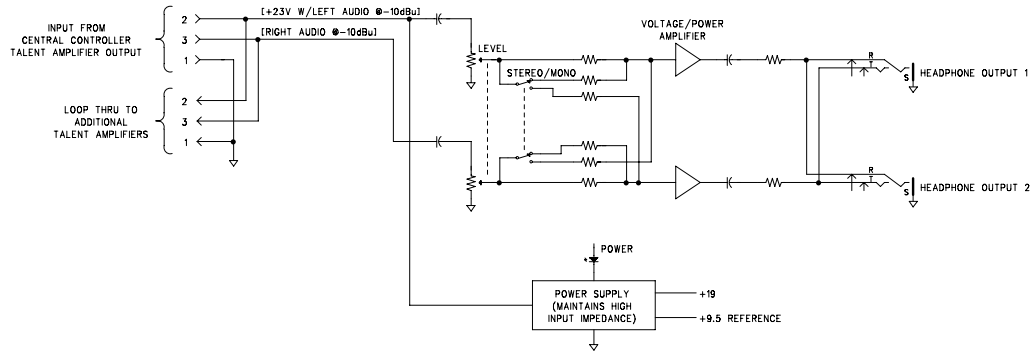 INPUT FROM
CENTRAL CONTROLLER
TALENT AMPLIFIER OUTPUT
2
3
1
[+23V W/LEFT AUDIO @-10dBu]
[RIGHT AUDIO @-10dBu]
LOOP THRU TO
ADDITIONAL
TALENT AMPLIFIERS
2
3
1
LEVEL
STEREO/MONO
VOLTAGE/POWER
AMPLIFIER
R
T
S
HEADPHONE OUTPUT 1
R
T
S
HEADPHONE OUTPUT 2
POWER
POWER SUPPLY
(MAINTAINS HIGH
INPUT IMPEDANCE)
+19
+9.5 REFERENCE